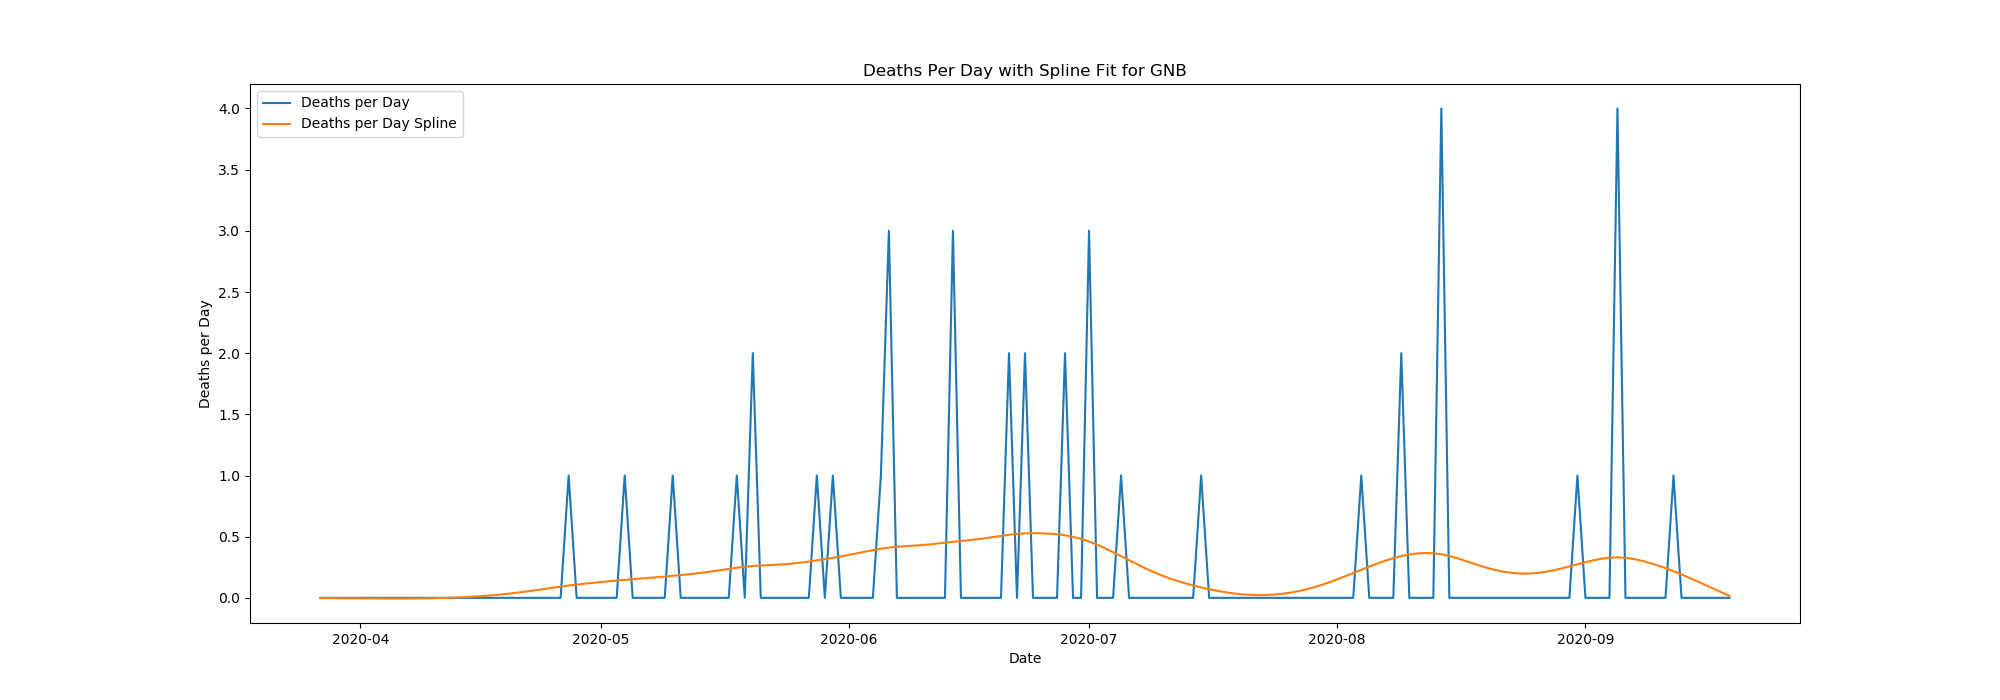 Deaths Per Day with Spline Fit for GNB
Deaths per Day
Deaths per Day Spline
4.0
3.5
3.0
2.5
2.0
1.5
1.0
0.5
0.0
Deaths per Day
2020-04 2020-05 2020-06 2020-07 2020-08 2020-09
Date